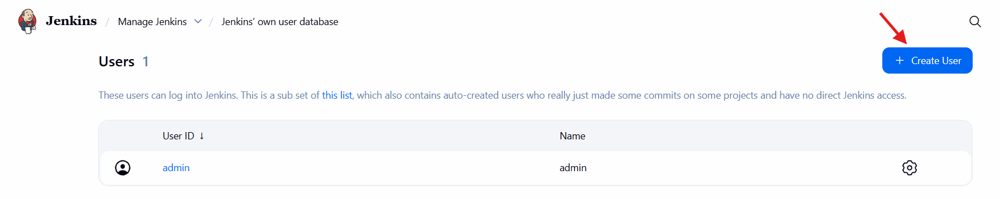 Jenkins / Manage Jenkins / Jenkins’ own user database
Users 1
+ Create User
These users can log into Jenkins. This is a sub set of this list, which also contains auto-created users who really just made some commits on some projects and have no direct Jenkins access.
User ID ↓ Name
admin admin